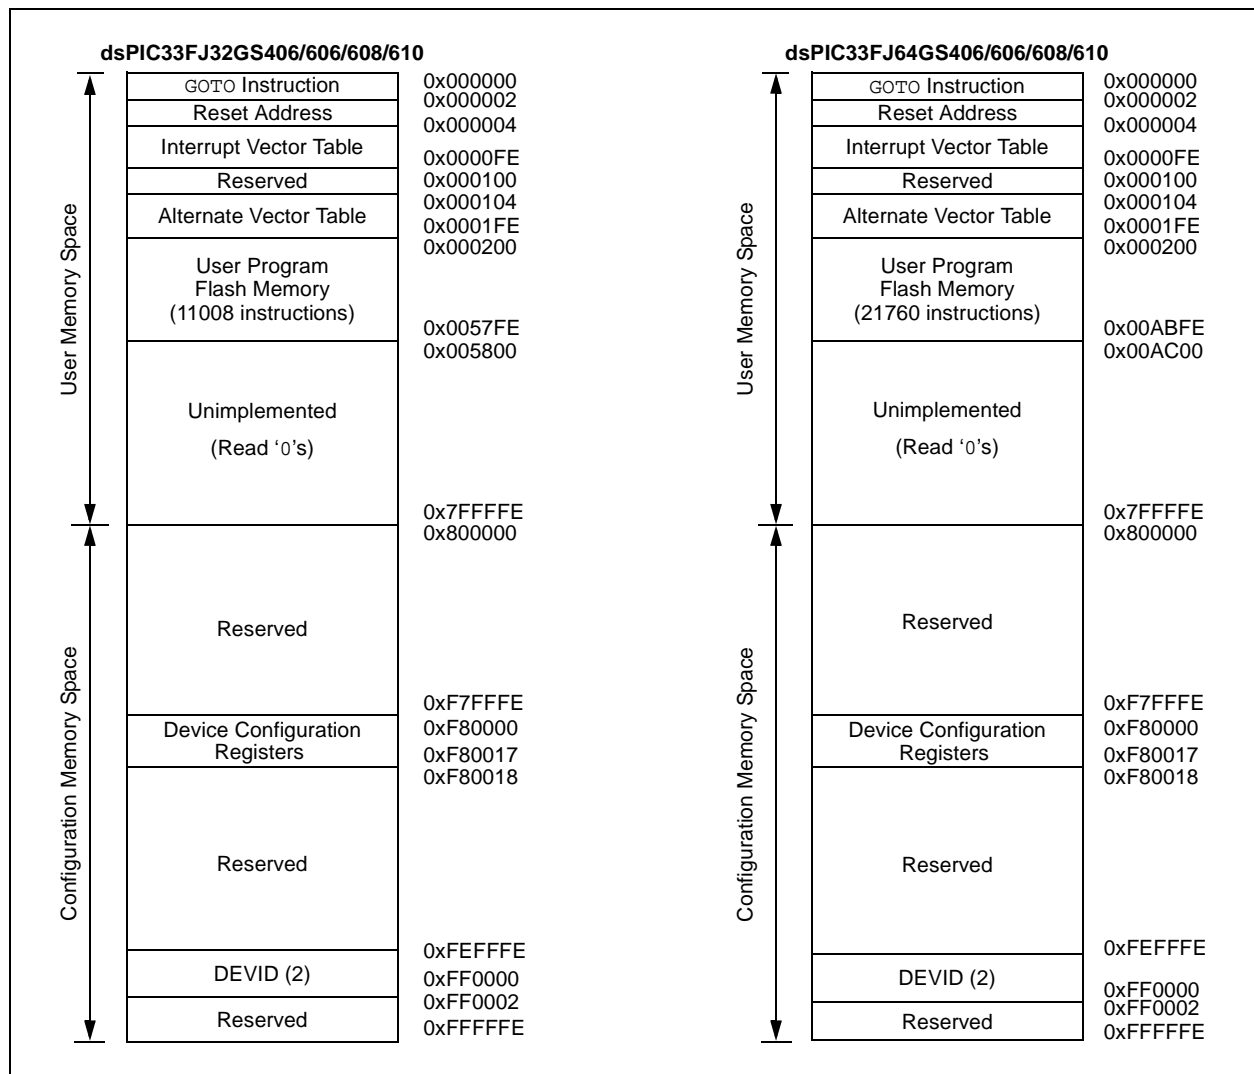 dsPIC33FJ32GS406/606/608/610
GOTO Instruction
0x000000
0x000002
Reset Address
0x000004
Interrupt Vector Table
0x0000FE
Reserved
0x000100
0x000104
Alternate Vector Table
0x0001FE
0x000200
User Program
Flash Memory
(11008 instructions)
0x0057FE
0x005800
Unimplemented
(Read ‘0’s)
0x7FFFFE
0x800000
Reserved
0xF7FFFE
Device Configuration
Registers
0xF80000
0xF80017
0xF80018
Reserved
0xFEFFFE
DEVID (2)
0xFF0000
0xFF0002
Reserved
0xFFFFFE
User Memory Space
Configuration Memory Space
dsPIC33FJ64GS406/606/608/610
GOTO Instruction
0x000000
0x000002
Reset Address
0x000004
Interrupt Vector Table
0x0000FE
Reserved
0x000100
0x000104
Alternate Vector Table
0x0001FE
0x000200
User Program
Flash Memory
(21760 instructions)
0x00ABFE
0x00AC00
Unimplemented
(Read ‘0’s)
0x7FFFFE
0x800000
Reserved
0xF7FFFE
Device Configuration
Registers
0xF80000
0xF80017
0xF80018
Reserved
0xFEFFFE
DEVID (2)
0xFF0000
0xFF0002
Reserved
0xFFFFFE
User Memory Space
Configuration Memory Space